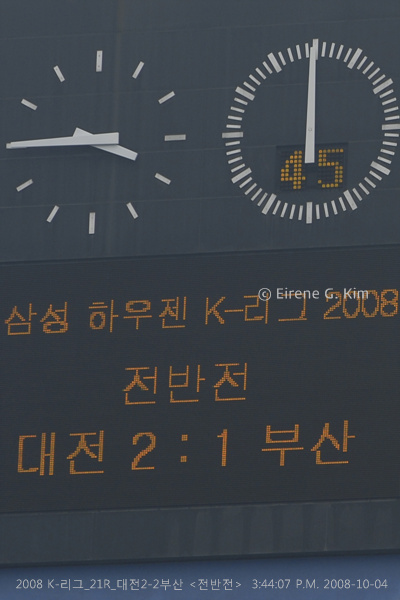 45
© Eirene G. Kim
삼성 하우젠 K-리그 2008
전반전
대전 2 : 1 부산
2008 K-리그_21R_대전2-2부산 <전반전> 3:44:07 P.M. 2008-10-04